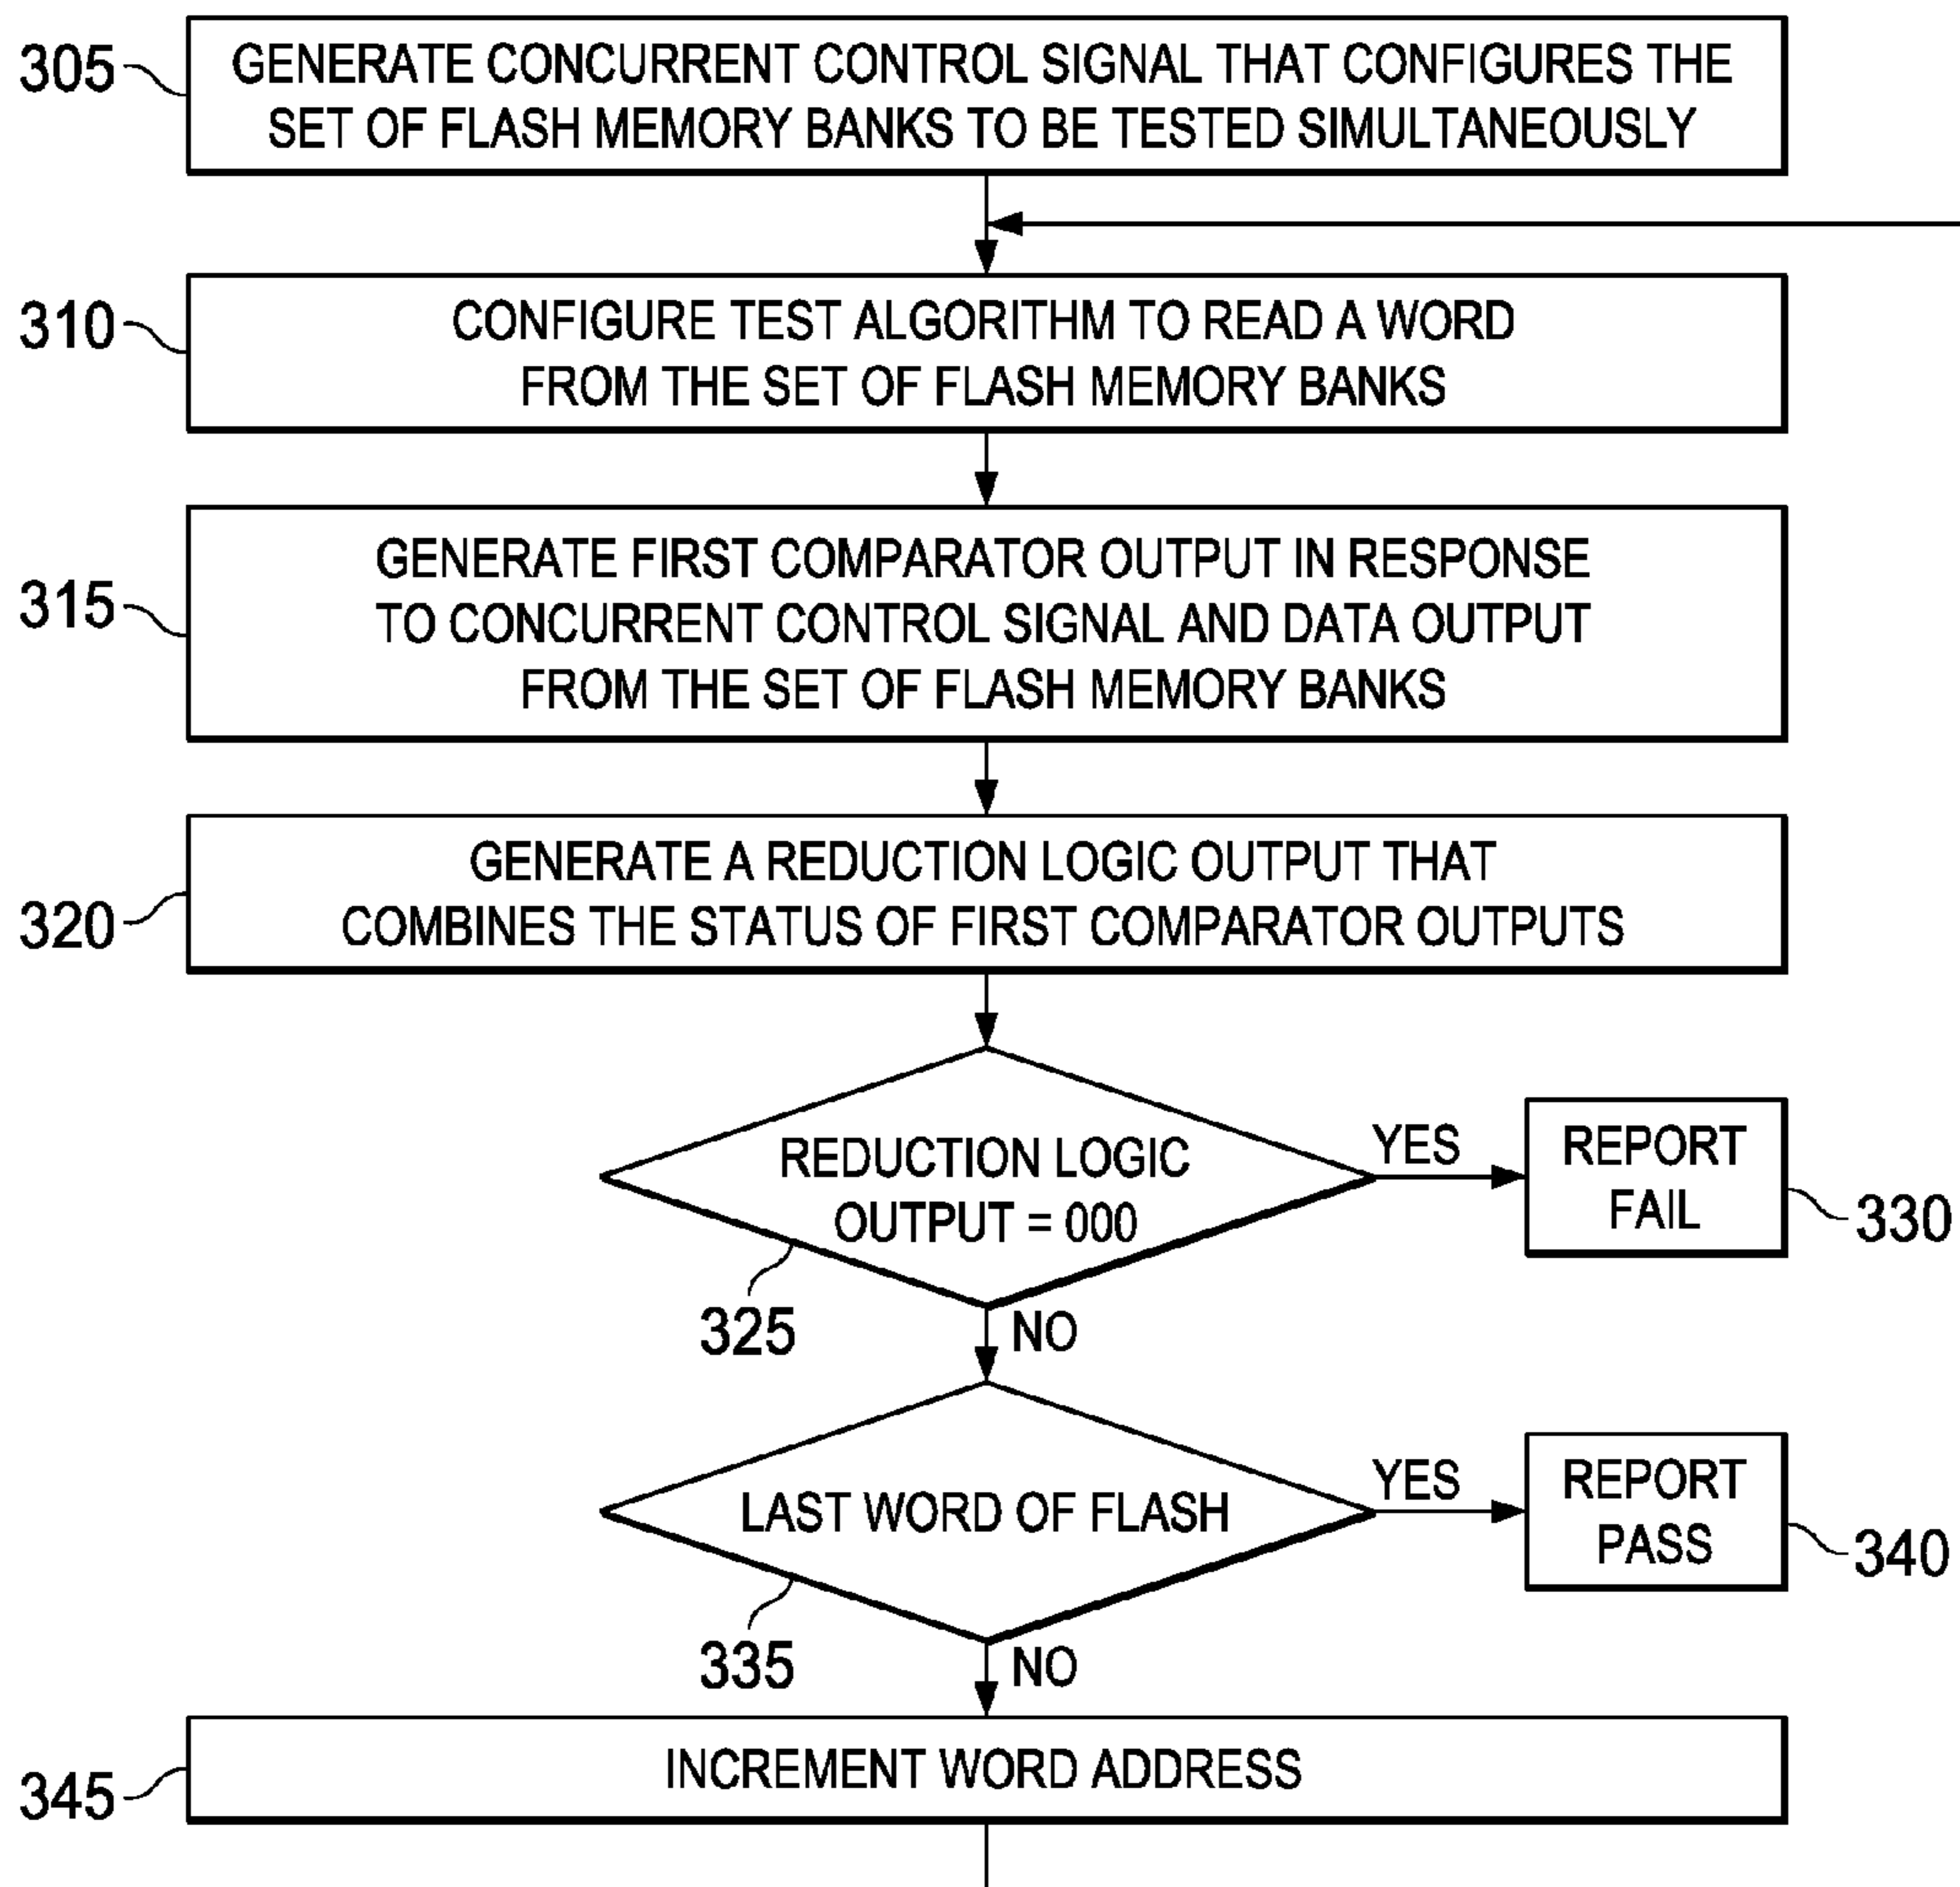 305
GENERATE CONCURRENT CONTROL SIGNAL THAT CONFIGURES THE
SET OF FLASH MEMORY BANKS TO BE TESTED SIMULTANEOUSLY
310
CONFIGURE TEST ALGORITHM TO READ A WORD
FROM THE SET OF FLASH MEMORY BANKS
315
GENERATE FIRST COMPARATOR OUTPUT IN RESPONSE
TO CONCURRENT CONTROL SIGNAL AND DATA OUTPUT
FROM THE SET OF FLASH MEMORY BANKS
320
GENERATE A REDUCTION LOGIC OUTPUT THAT
COMBINES THE STATUS OF FIRST COMPARATOR OUTPUTS
REDUCTION LOGIC
OUTPUT = 000
325
YES
REPORT
FAIL
330
NO
LAST WORD OF FLASH
335
YES
REPORT
PASS
340
NO
345
INCREMENT WORD ADDRESS